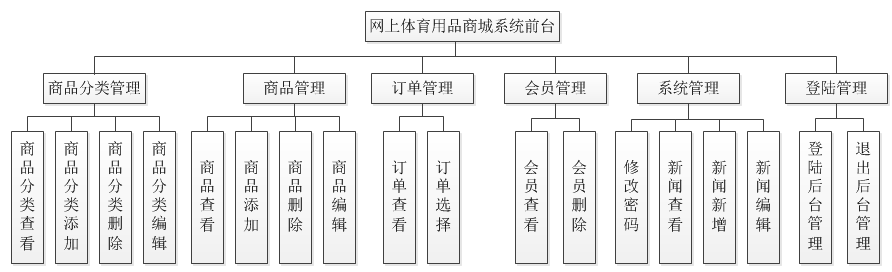 网上体育用品商城系统前台
商品分类管理
商品管理
订单管理
会员管理
系统管理
登陆管理
商品分类查看
商品分类添加
商品分类删除
商品分类编辑
商品查看
商品添加
商品删除
商品编辑
订单查看
订单选择
会员查看
会员删除
修改密码
新闻查看
新闻新增
新闻编辑
登陆后台管理
退出后台管理